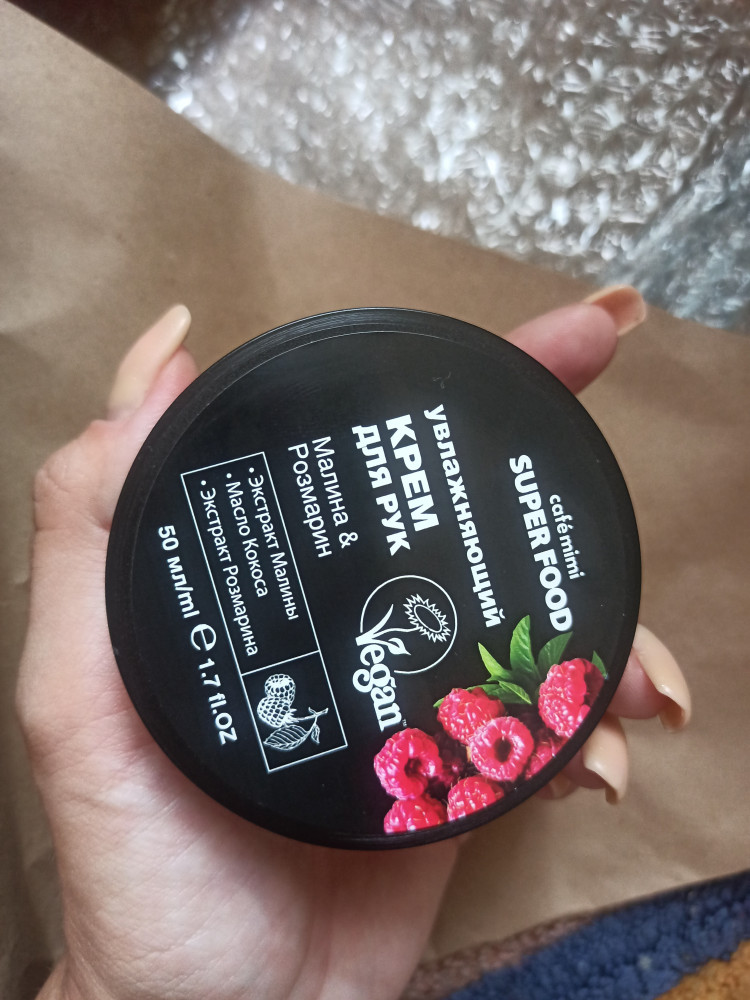 café mimi
SUPER FOOD
увлажняющий
КРЕМ
ДЛЯ РУК
Малина &
Розмарин
Vegan™
• Экстракт Малины
• Масло Кокоса
• Экстракт Розмарина
50 мл/ml ℮ 1.7 fl.oz